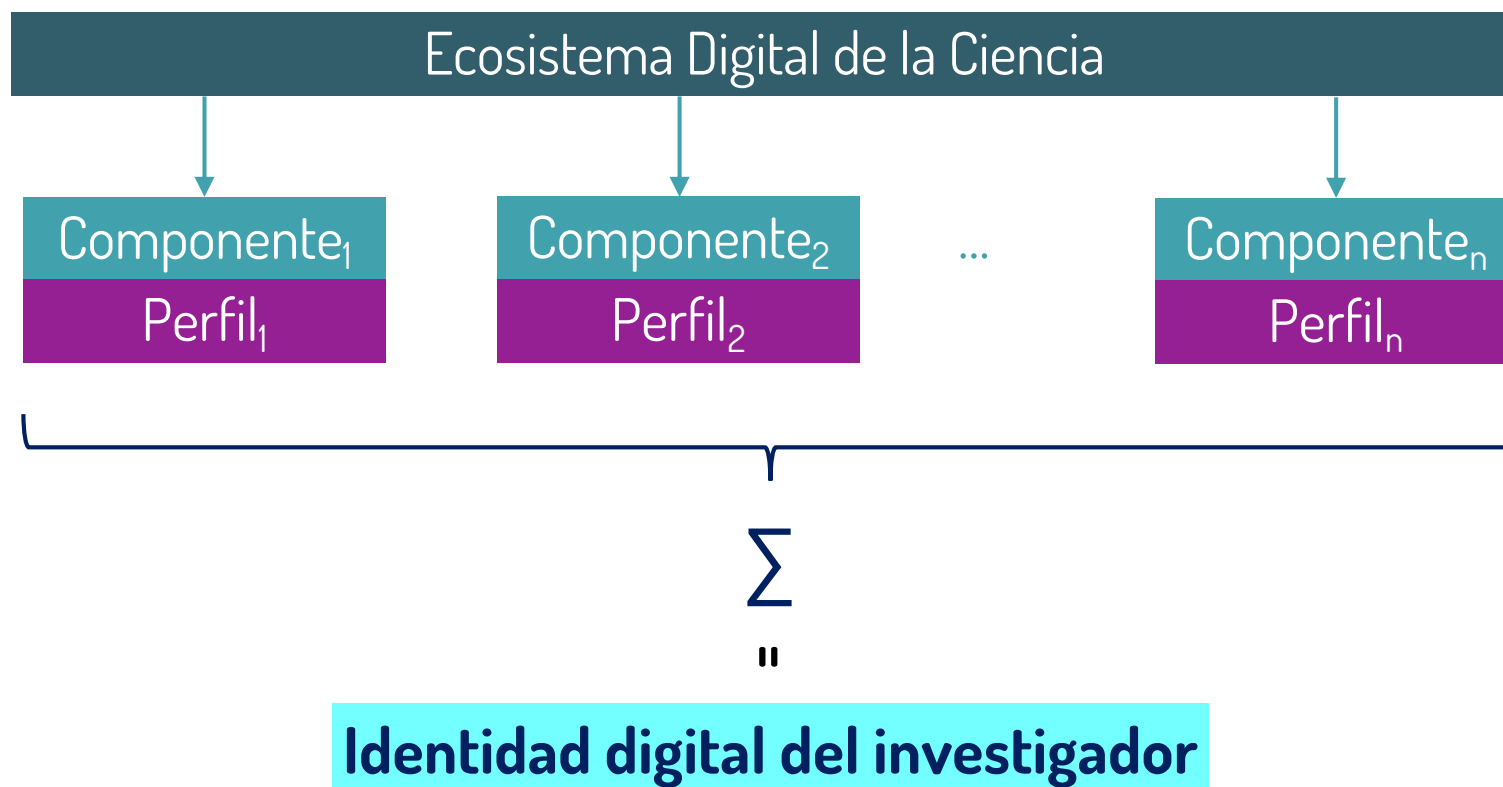 Ecosistema Digital de la Ciencia
Componente₁ Componente₂ ... Componenteₙ
Perfil₁ Perfil₂ Perfilₙ
∑
=
Identidad digital del investigador